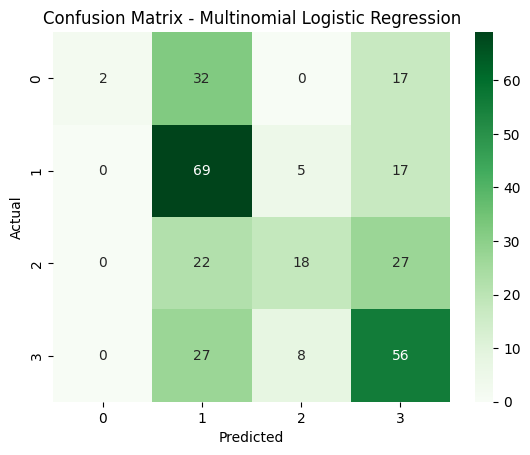 Confusion Matrix - Multinomial Logistic Regression
Actual
0 2 32 0 17
1 0 69 5 17
2 0 22 18 27
3 0 27 8 56
0 1 2 3
Predicted
60
50
40
30
20
10
0